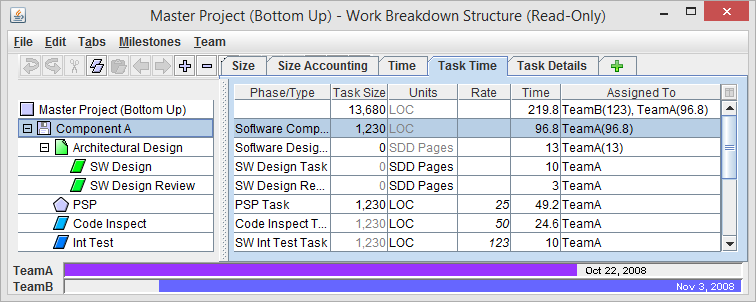 Master Project (Bottom Up) - Work Breakdown Structure (Read-Only)
File Edit Tabs Milestones Team
Size Size Accounting Time Task Time Task Details
Phase/Type Task Size Units Rate Time Assigned To
Master Project (Bottom Up) 13,680 LOC 219.8 TeamB(123), TeamA(96.8)
Component A Software Comp... 1,230 LOC 96.8 TeamA(96.8)
Architectural Design Software Desig... 0 SDD Pages 13 TeamA(13)
SW Design SW Design Task 0 SDD Pages 10 TeamA
SW Design Review SW Design Re... 0 SDD Pages 3 TeamA
PSP PSP Task 1,230 LOC 25 49.2 TeamA
Code Inspect Code Inspect T... 1,230 LOC 50 24.6 TeamA
Int Test SW Int Test Task 1,230 LOC 123 10 TeamA
TeamA Oct 22, 2008
TeamB Nov 3, 2008